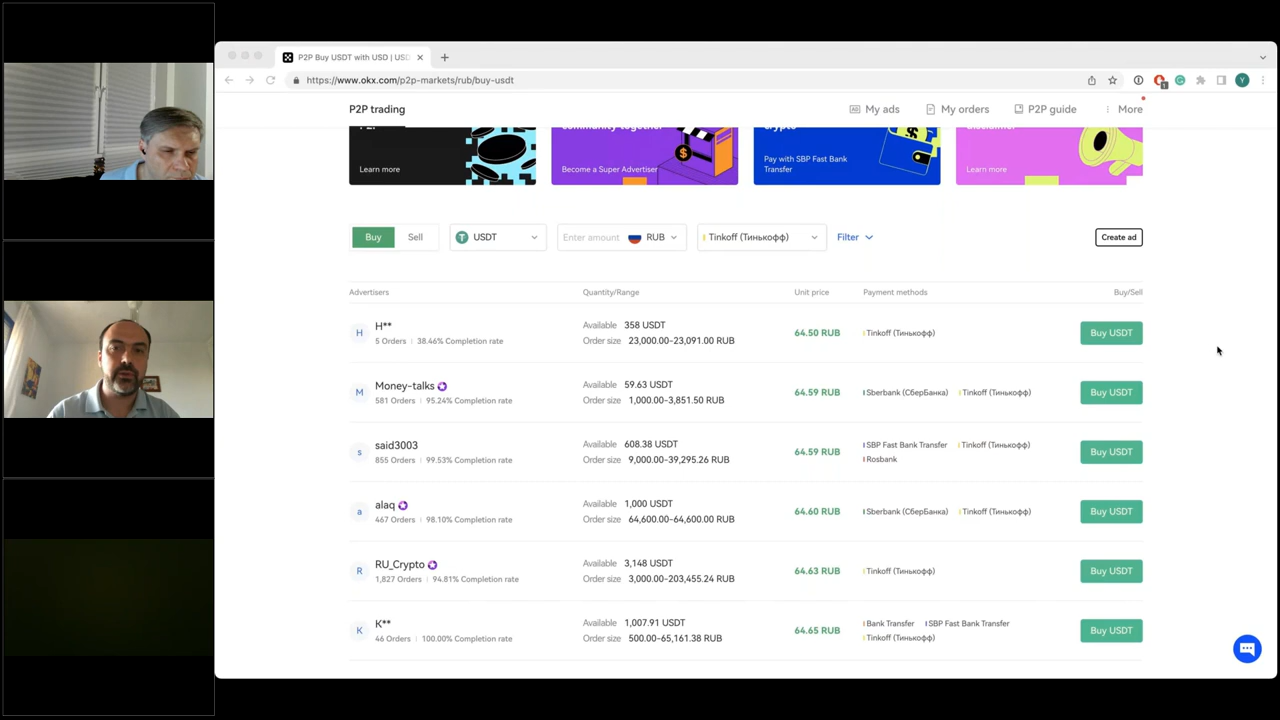 P2P Buy USDT with USD | USD
https://www.okx.com/p2p-markets/rub/buy-usdt
1
Y
P2P trading
AD My ads
My orders
P2P guide
More
P2P
community together
crypto
disclaimer
Learn more
Become a Super Advertiser
Pay with SBP Fast Bank
Transfer
Learn more
Buy
Sell
USDT
Enter amount
RUB
Tinkoff (Тинькофф)
Filter
Create ad
Advertisers
Quantity/Range
Unit price
Payment methods
Buy/Sell
H
H**
5 Orders | 38.46% Completion rate
Available 358 USDT
Order size 23,000.00-23,091.00 RUB
64.50 RUB
Tinkoff (Тинькофф)
Buy USDT
M
Money-talks
581 Orders | 95.24% Completion rate
Available 59.63 USDT
Order size 1,000.00-3,851.50 RUB
64.59 RUB
Sberbank (СберБанка) Tinkoff (Тинькофф)
Buy USDT
s
said3003
855 Orders | 99.53% Completion rate
Available 608.38 USDT
Order size 9,000.00-39,295.26 RUB
64.59 RUB
SBP Fast Bank Transfer Tinkoff (Тинькофф)
Rosbank
Buy USDT
a
alaq
467 Orders | 98.10% Completion rate
Available 1,000 USDT
Order size 64,600.00-64,600.00 RUB
64.60 RUB
Sberbank (СберБанка) Tinkoff (Тинькофф)
Buy USDT
R
RU_Crypto
1,827 Orders | 94.81% Completion rate
Available 3,148 USDT
Order size 3,000.00-203,455.24 RUB
64.63 RUB
Tinkoff (Тинькофф)
Buy USDT
K
K**
46 Orders | 100.00% Completion rate
Available 1,007.91 USDT
Order size 500.00-65,161.38 RUB
64.65 RUB
Bank Transfer SBP Fast Bank Transfer
Tinkoff (Тинькофф)
Buy USDT